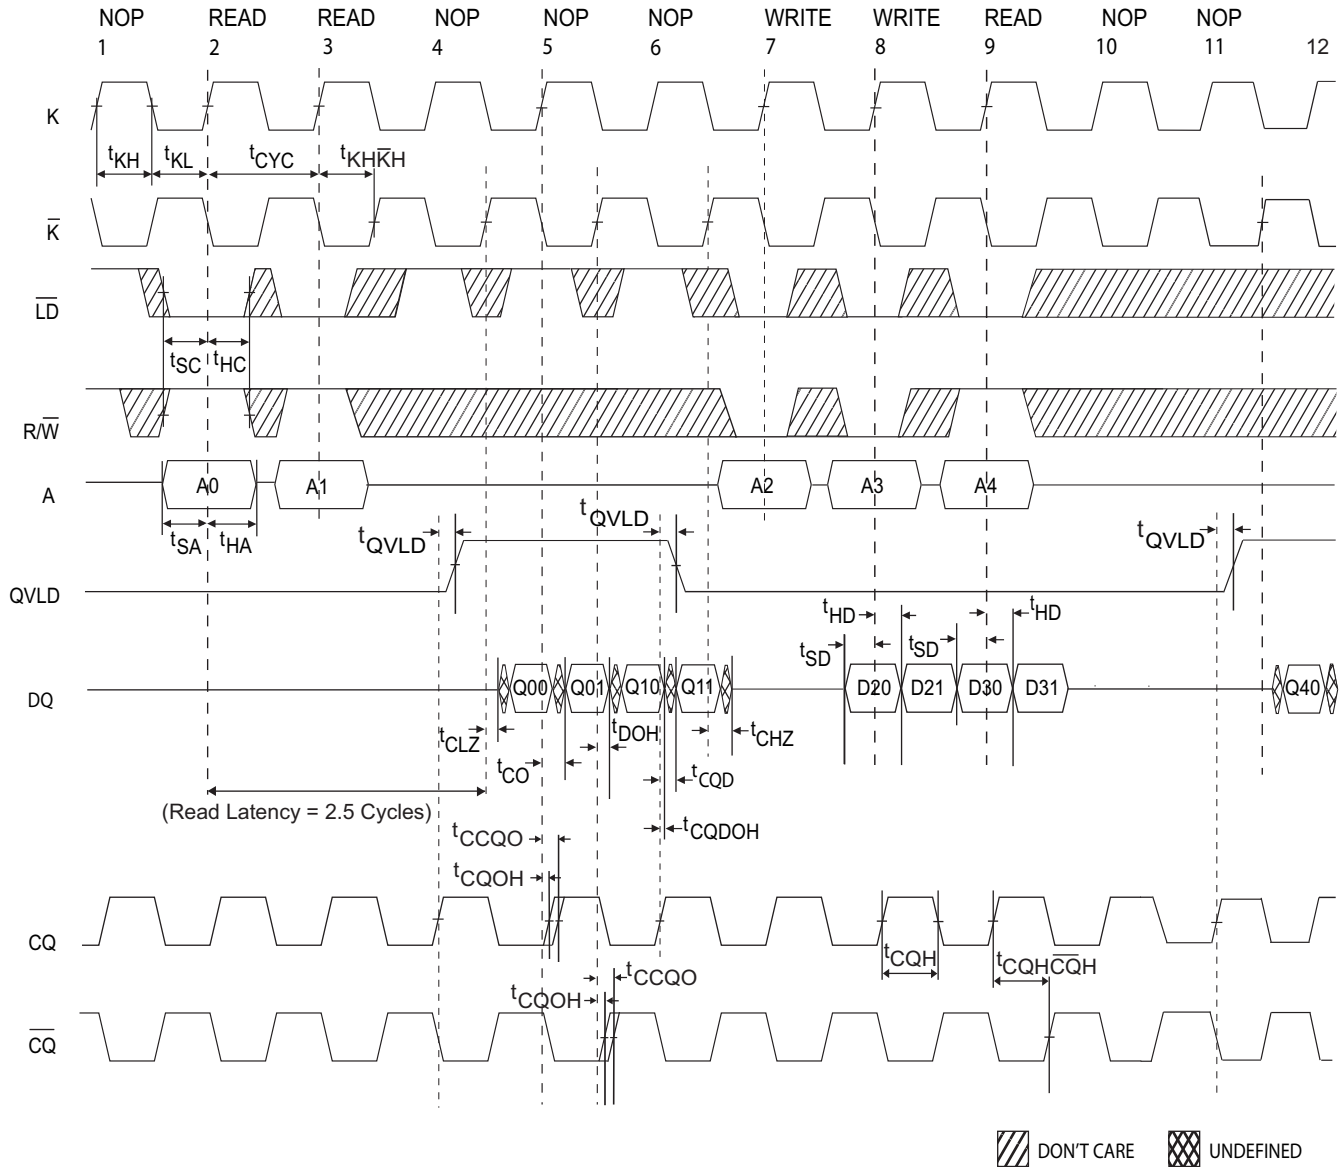 NOP READ READ NOP NOP NOP WRITE WRITE READ NOP NOP
1 2 3 4 5 6 7 8 9 10 11 12
K
tKH tKL tCYC tKHK̅H
K̅
L̅D̅
tSC tHC
R/W̅
A A0 A1 A2 A3 A4
tSA tHA tQVLD tQVLD tQVLD
QVLD
tHD tHD
tSD tSD
DQ Q00 Q01 Q10 Q11 D20 D21 D30 D31 Q40
tCLZ tDOH tCHZ
tCO tCQD
(Read Latency = 2.5 Cycles)
tCQDOH
tCCQO
tCQOH
CQ
tCQH tCQHC̅Q̅H
tCCQO
tCQOH
C̅Q̅
DON'T CARE UNDEFINED